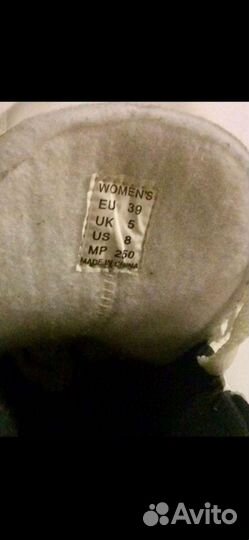 WOMEN'S
EU 39
UK 5
US 8
MP 250
MADE IN CHINA
Avito